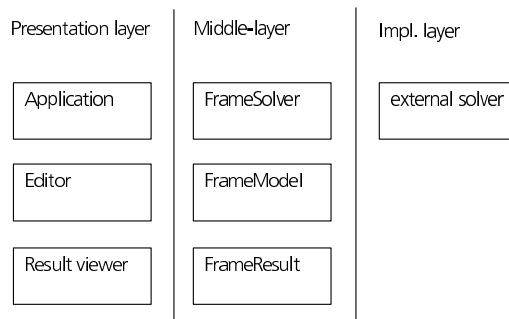 Presentation layer
Middle-layer
Impl. layer
Application
FrameSolver
external solver
Editor
FrameModel
Result viewer
FrameResult